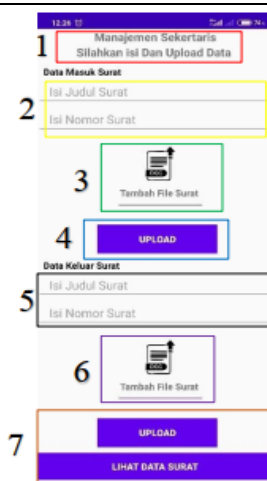 12:26
1
Manajemen Sekertaris
Silahkan isi Dan Upload Data
Data Masuk Surat
2
Isi Judul Surat
Isi Nomor Surat
3
Tambah File Surat
4
UPLOAD
Data Keluar Surat
5
Isi Judul Surat
Isi Nomor Surat
6
Tambah File Surat
7
UPLOAD
LIHAT DATA SURAT